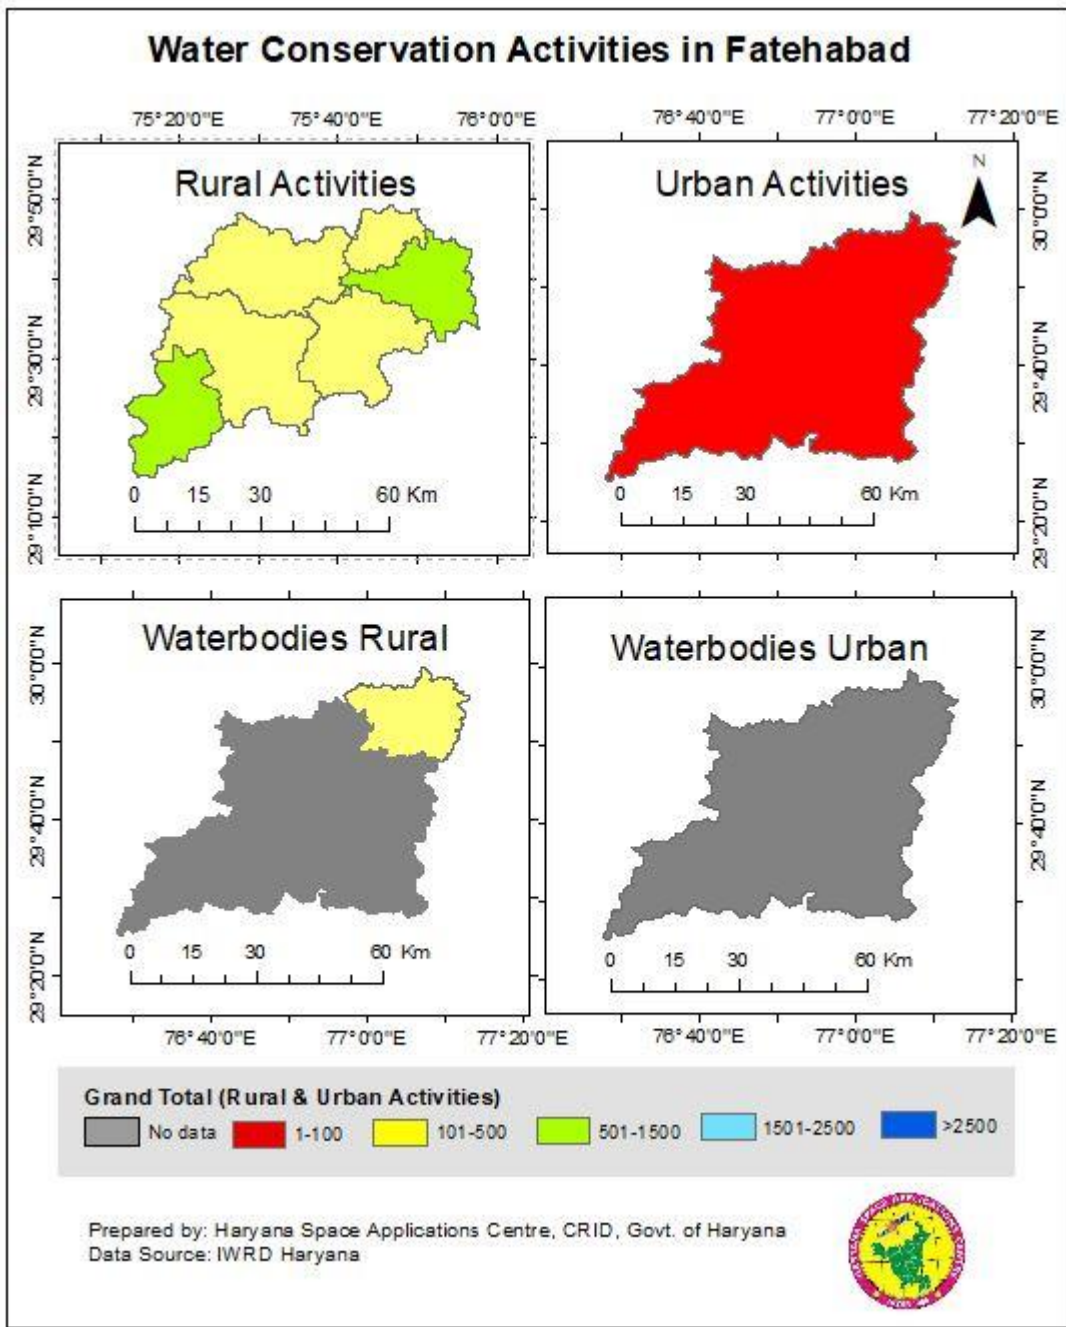 Water Conservation Activities in Fatehabad
75°20'0"E 75°40'0"E 76°0'0"E 76°40'0"E 77°0'0"E 77°20'0"E
Rural Activities
29°50'0"N
29°30'0"N
29°10'0"N
0 15 30 60 Km
Urban Activities
N
30°0'0"N
29°40'0"N
29°20'0"N
0 15 30 60 Km
Waterbodies Rural
30°0'0"N
29°40'0"N
29°20'0"N
0 15 30 60 Km
Waterbodies Urban
30°0'0"N
29°40'0"N
0 15 30 60 Km
76°40'0"E 77°0'0"E 77°20'0"E 76°40'0"E 77°0'0"E 77°20'0"E
Grand Total (Rural & Urban Activities)
No data 1-100 101-500 501-1500 1501-2500 >2500
Prepared by: Haryana Space Applications Centre, CRID, Govt. of Haryana
Data Source: IWRD Haryana